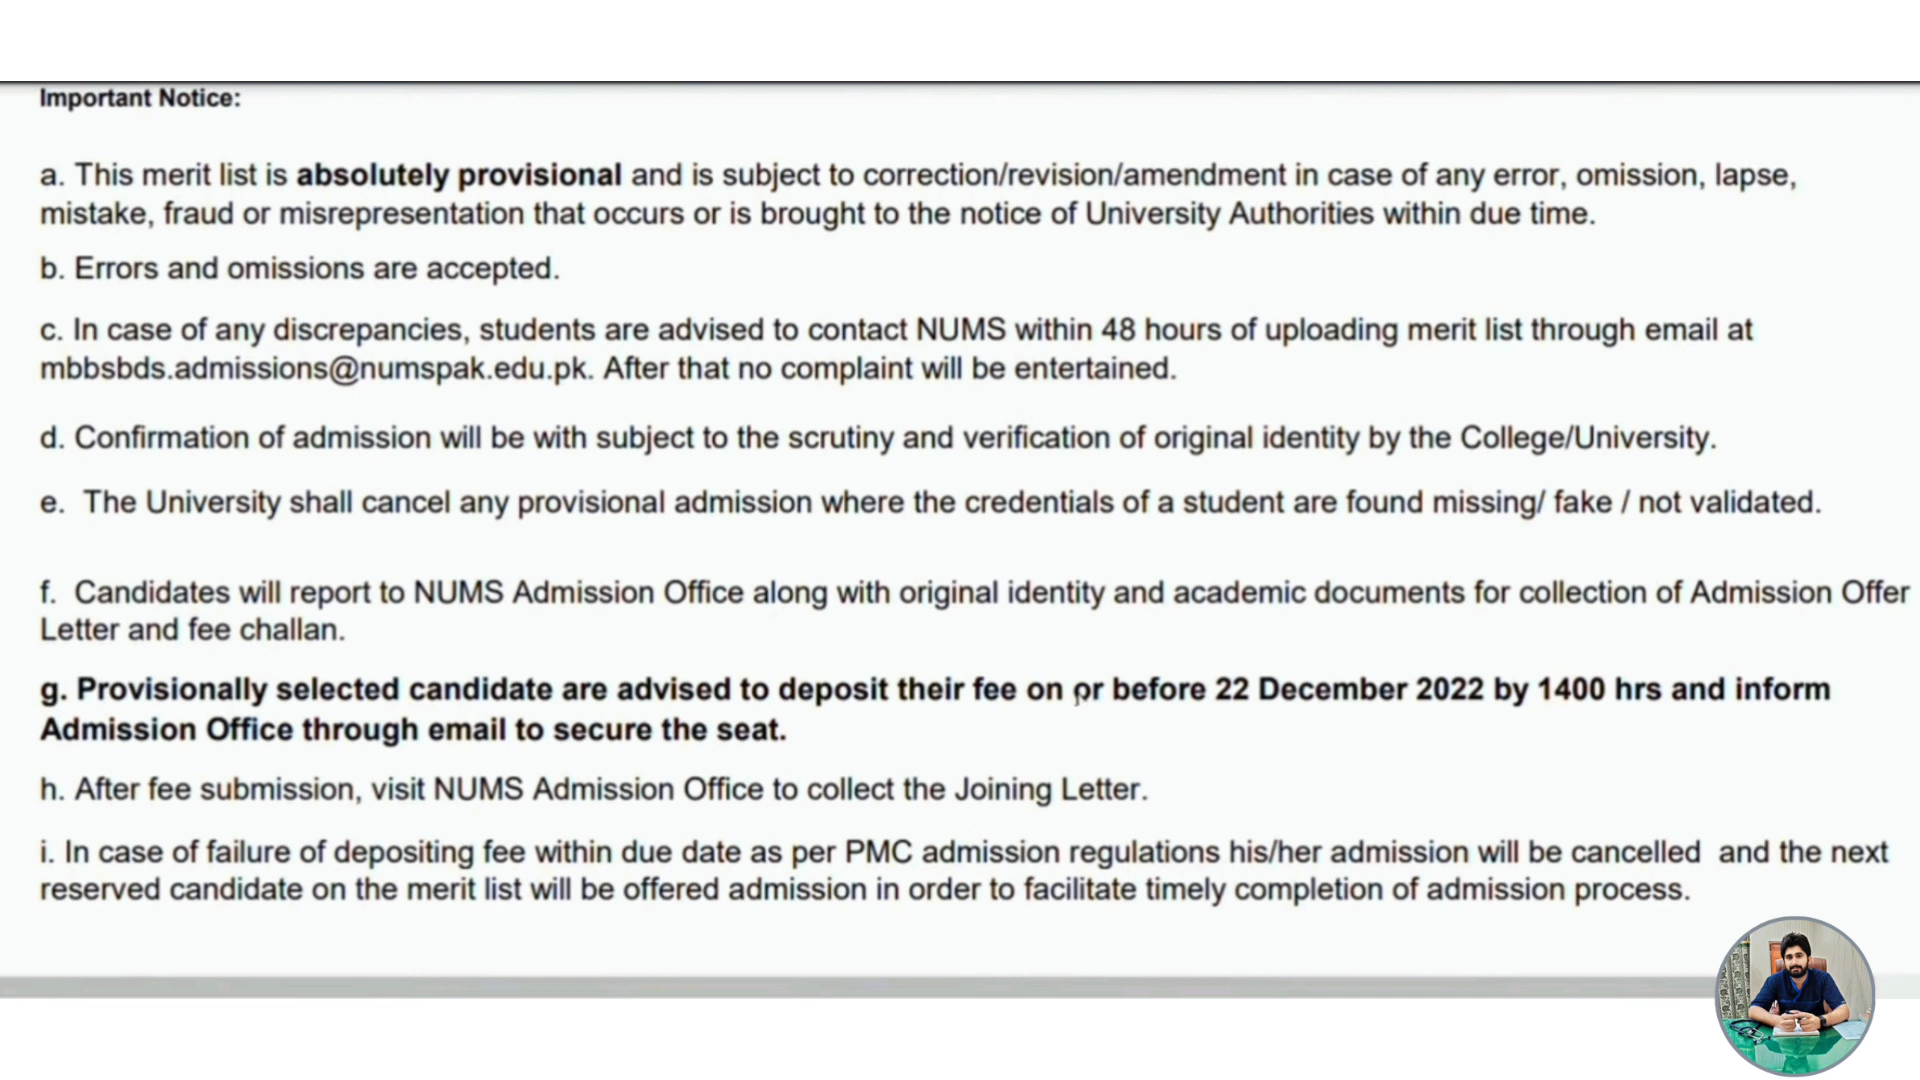 Important Notice:
a. This merit list is absolutely provisional and is subject to correction/revision/amendment in case of any error, omission, lapse,
mistake, fraud or misrepresentation that occurs or is brought to the notice of University Authorities within due time.
b. Errors and omissions are accepted.
c. In case of any discrepancies, students are advised to contact NUMS within 48 hours of uploading merit list through email at
mbbsbds.admissions@numspak.edu.pk. After that no complaint will be entertained.
d. Confirmation of admission will be with subject to the scrutiny and verification of original identity by the College/University.
e. The University shall cancel any provisional admission where the credentials of a student are found missing/ fake / not validated.
f. Candidates will report to NUMS Admission Office along with original identity and academic documents for collection of Admission Offer
Letter and fee challan.
g. Provisionally selected candidate are advised to deposit their fee on or before 22 December 2022 by 1400 hrs and inform
Admission Office through email to secure the seat.
h. After fee submission, visit NUMS Admission Office to collect the Joining Letter.
i. In case of failure of depositing fee within due date as per PMC admission regulations his/her admission will be cancelled and the next
reserved candidate on the merit list will be offered admission in order to facilitate timely completion of admission process.